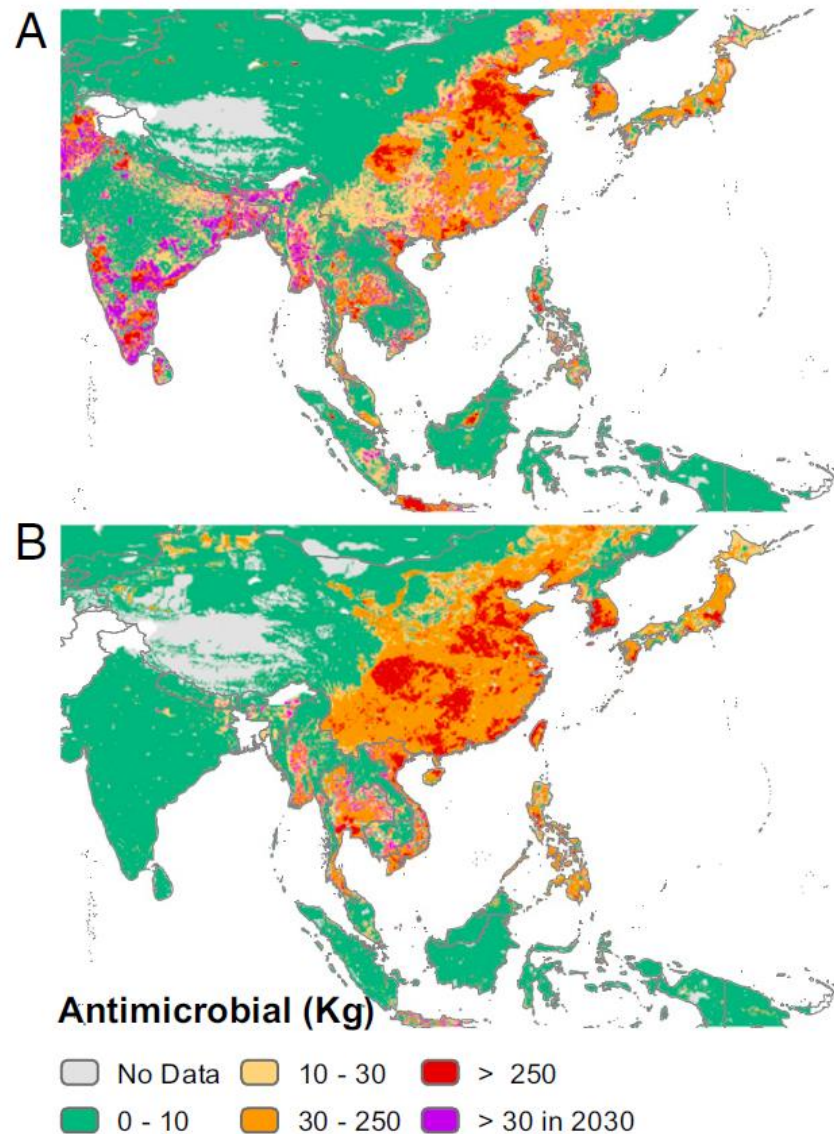 A
B
Antimicrobial (Kg)
No Data
10 - 30
> 250
0 - 10
30 - 250
> 30 in 2030